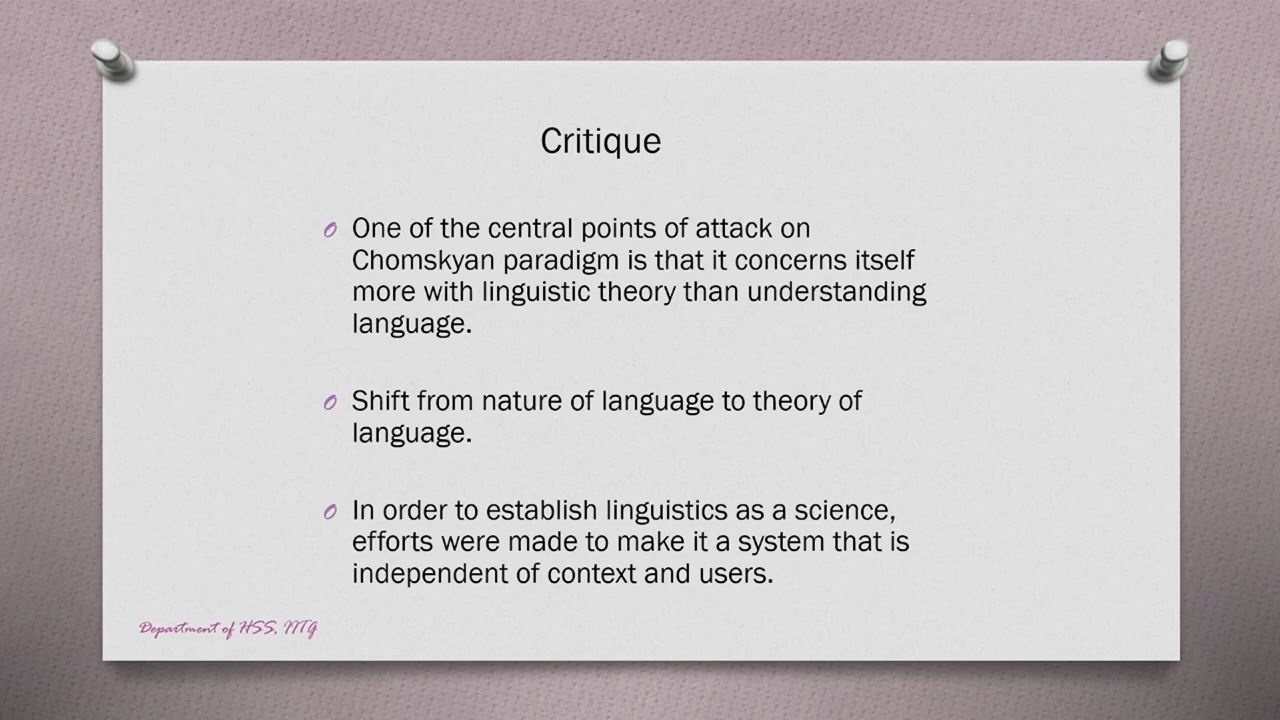 Critique
One of the central points of attack on
Chomskyan paradigm is that it concerns itself
more with linguistic theory than understanding
language.
Shift from nature of language to theory of
language.
In order to establish linguistics as a science,
efforts were made to make it a system that is
independent of context and users.
Department of HSS, IITG